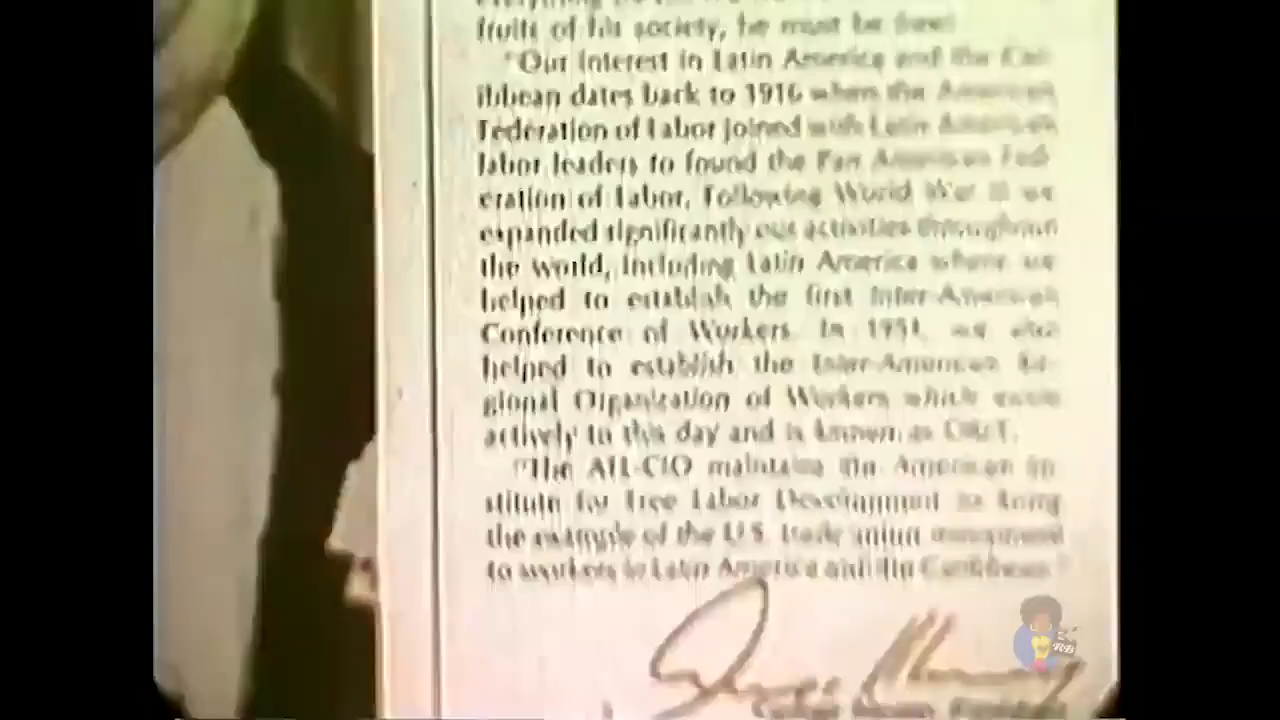 fruits of his society, he must be free.
"Our interest in Latin America and the Car-
ibbean dates back to 1916 when the American
Federation of Labor joined with Latin American
labor leaders to found the Pan American Fed-
eration of Labor. Following World War II we
expanded significantly our activities throughout
the world, including Latin America where we
helped to establish the first Inter-American
Conference of Workers. In 1951, we also
helped to establish the Inter-American Re-
gional Organization of Workers which exists
actively to this day and is known as ORIT.
"The AFL-CIO maintains the American In-
stitute for Free Labor Development to bring
the example of the U.S. trade union movement
to workers in Latin America and the Caribbean."